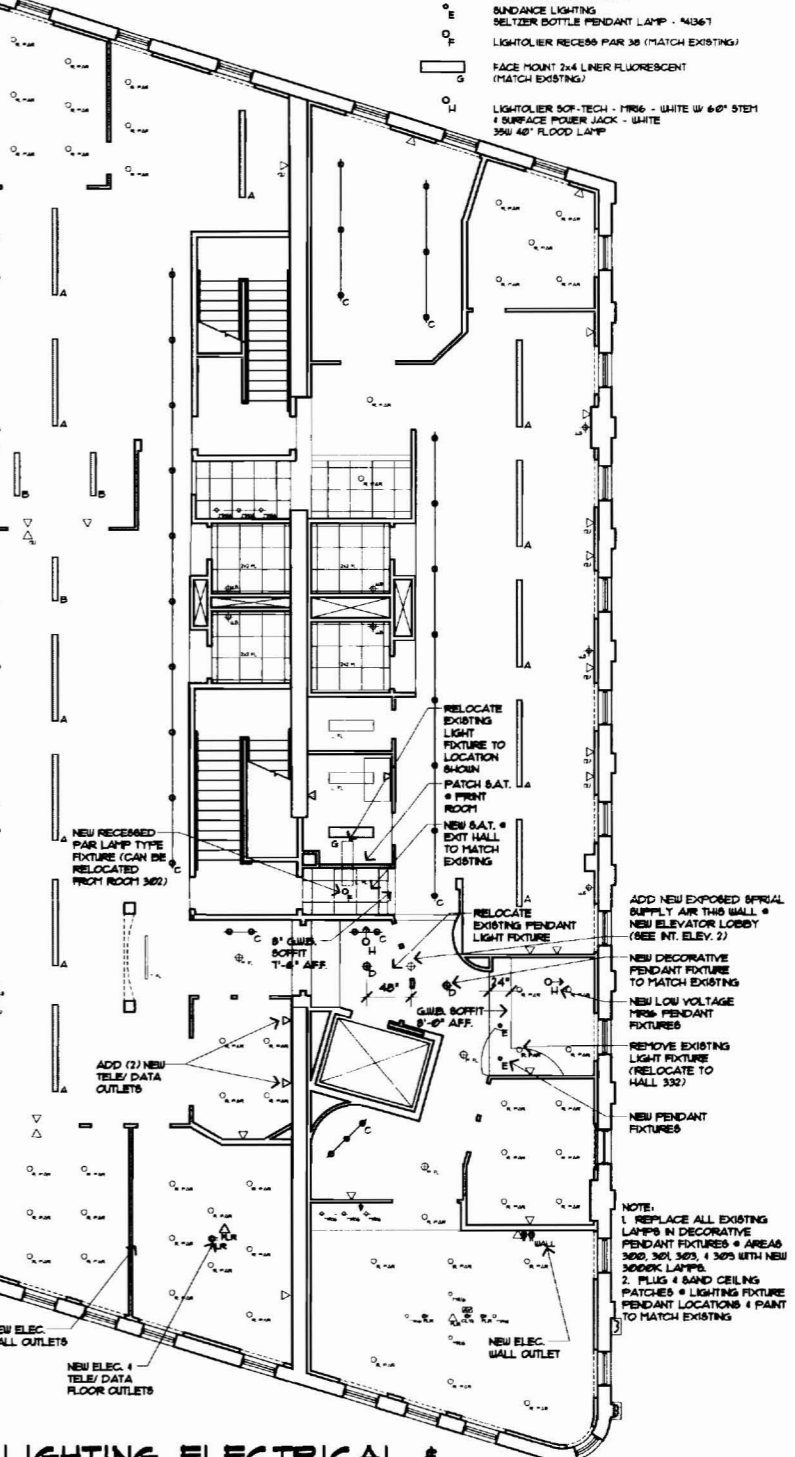 E
SUNDANCE LIGHTING
SELTZER BOTTLE PENDANT LAMP - #41367
F
LIGHTOLIER RECESS PAR 38 (MATCH EXISTING)
G
FACE MOUNT 2x4 LINER FLUORESCENT
(MATCH EXISTING)
H
LIGHTOLIER SOF-TECH - MR16 - WHITE W/ 60" STEM
& SURFACE POWER JACK - WHITE
35W 40° FLOOD LAMP
RELOCATE
EXISTING
LIGHT
FIXTURE TO
LOCATION
SHOWN
PATCH S.A.T.
@ PRINT
ROOM
NEW S.A.T. @
EXIT HALL
TO MATCH
EXISTING
NEW RECESSED
PAR LAMP TYPE
FIXTURE (CAN BE
RELOCATED
FROM ROOM 302)
8" G.W.B.
SOFFIT
7'-6" A.F.F.
RELOCATE
EXISTING PENDANT
LIGHT FIXTURE
48"
24"
G.W.B. SOFFIT
8'-0" A.F.F.
ADD NEW EXPOSED SPRIAL
SUPPLY AIR THIS WALL @
NEW ELEVATOR LOBBY
(SEE INT. ELEV. 2)
NEW DECORATIVE
PENDANT FIXTURE
TO MATCH EXISTING
NEW LOW VOLTAGE
MR16 PENDANT
FIXTURES
REMOVE EXISTING
LIGHT FIXTURE
(RELOCATE TO
HALL 332)
NEW PENDANT
FIXTURES
ADD (2) NEW
TELE/ DATA
OUTLETS
NOTE:
1. REPLACE ALL EXISTING
LAMPS IN DECORATIVE
PENDANT FIXTURES @ AREAS
300, 301, 303, & 305 WITH NEW
3000K LAMPS.
2. PLUG & SAND CEILING
PATCHES @ LIGHTING FIXTURE
PENDANT LOCATIONS & PAINT
TO MATCH EXISTING
ELEC.
WALL OUTLETS
NEW ELEC. &
TELE/ DATA
FLOOR OUTLETS
NEW ELEC.
WALL OUTLET
LIGHTING ELECTRICAL &